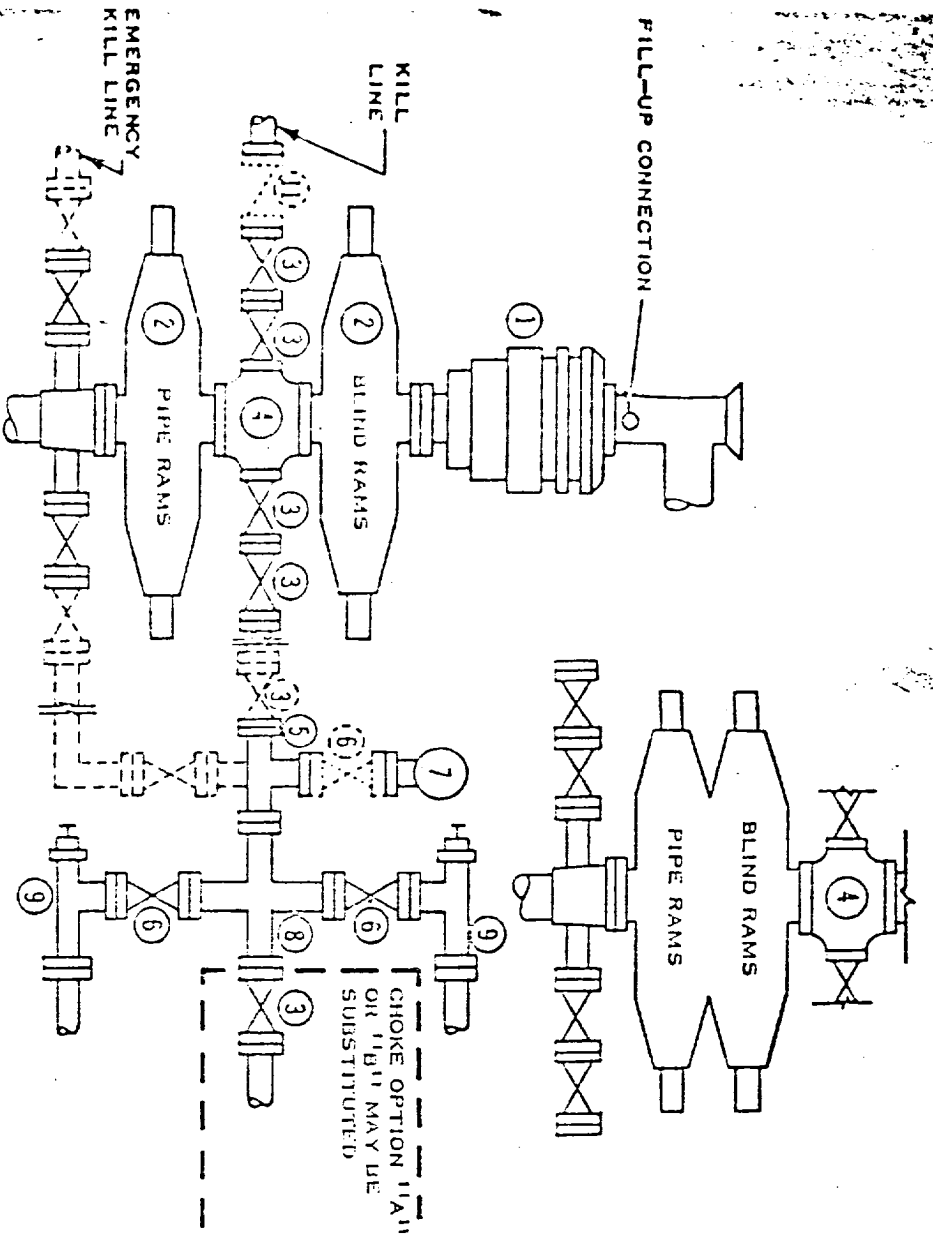 FILL-UP CONNECTION
1
KILL
LINE
2
BLIND RAMS
11
3
3
4
3
3
3
5
6
7
EMERGENCY
KILL LINE
2
PIPE RAMS
4
BLIND RAMS
PIPE RAMS
9
6
8
6
9
3
CHOKE OPTION "A"
OR "B" MAY BE
SUBSTITUTED